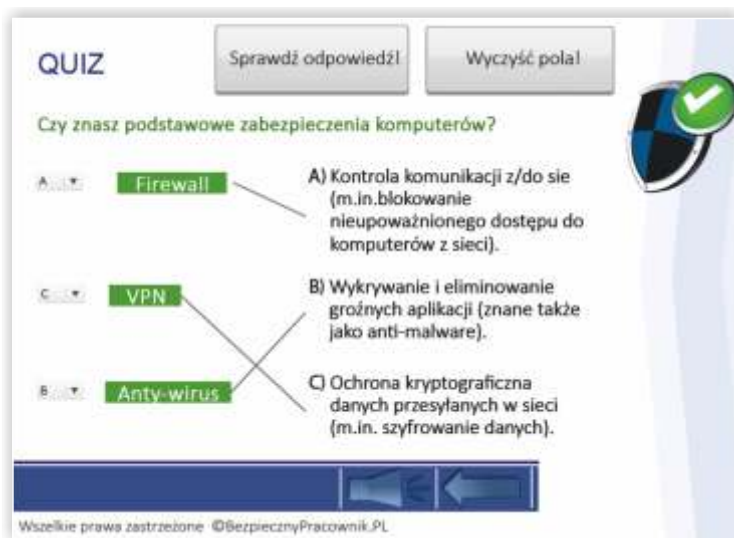 QUIZ
Sprawdź odpowiedź!
Wyczyść pola!
Czy znasz podstawowe zabezpieczenia komputerów?
A
Firewall
A) Kontrola komunikacji z/do sie
(m.in.blokowanie
nieupoważnionego dostępu do
komputerów z sieci).
C
VPN
B) Wykrywanie i eliminowanie
groźnych aplikacji (znane także
jako anti-malware).
B
Anty-wirus
C) Ochrona kryptograficzna
danych przesyłanych w sieci
(m.in. szyfrowanie danych).
Wszelkie prawa zastrzeżone ©BezpiecznyPracownik.PL